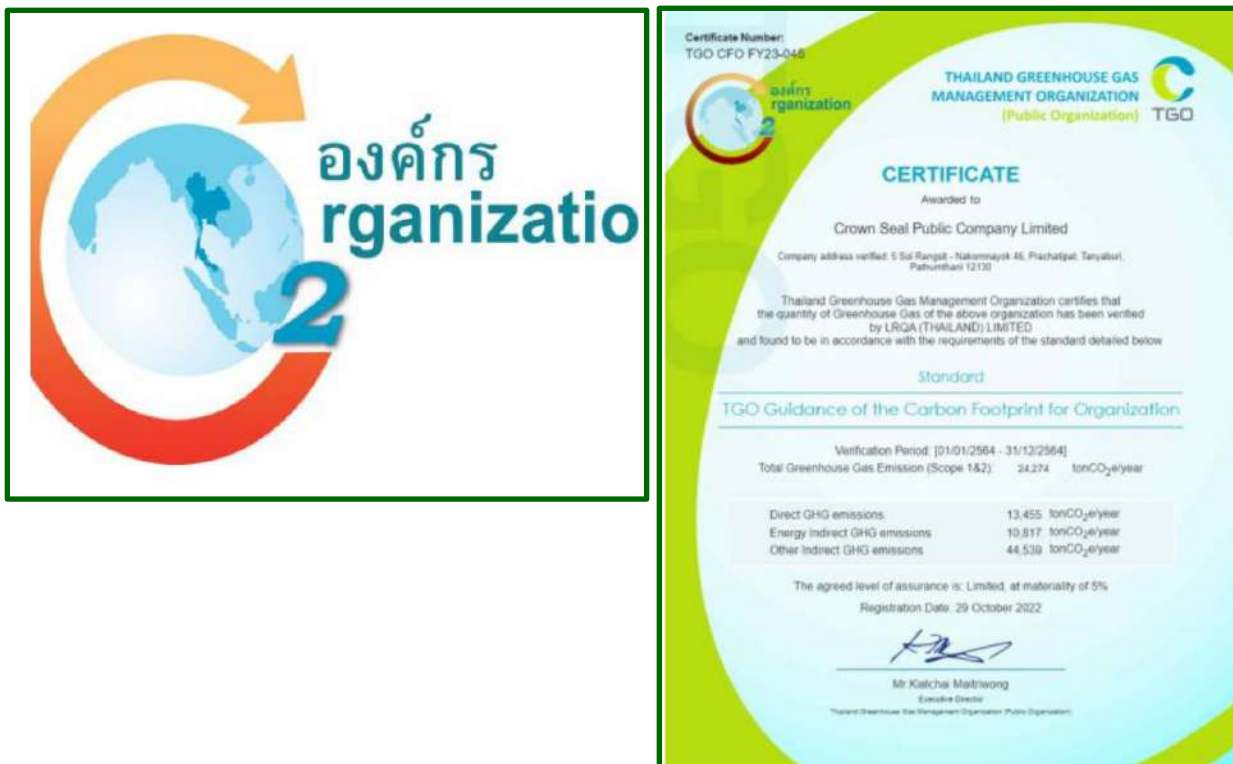 องค์กร
rganizatio
2
Certificate Number:
TGO CFO FY23-048
องค์กร
rganization
2
THAILAND GREENHOUSE GAS
MANAGEMENT ORGANIZATION
(Public Organization)
TGO
CERTIFICATE
Awarded to
Crown Seal Public Company Limited
Company address verified: 5 Soi Rangsit - Nakornnayok 46, Prachatipat, Tanyaburi,
Pathumthani 12130
Thailand Greenhouse Gas Management Organization certifies that
the quantity of Greenhouse Gas of the above organization has been verified
by LRQA (THAILAND) LIMITED
and found to be in accordance with the requirements of the standard detailed below
Standard
TGO Guidance of the Carbon Footprint for Organization
Verification Period: [01/01/2564 - 31/12/2564]
Total Greenhouse Gas Emission (Scope 1&2): 24,274 tonCO₂e/year
Direct GHG emissions 13,455 tonCO₂e/year
Energy Indirect GHG emissions 10,817 tonCO₂e/year
Other Indirect GHG emissions 44,539 tonCO₂e/year
The agreed level of assurance is: Limited, at materiality of 5%
Registration Date: 29 October 2022
Mr.Kiatchai Maitriwong
Executive Director
Thailand Greenhouse Gas Management Organization (Public Organization)